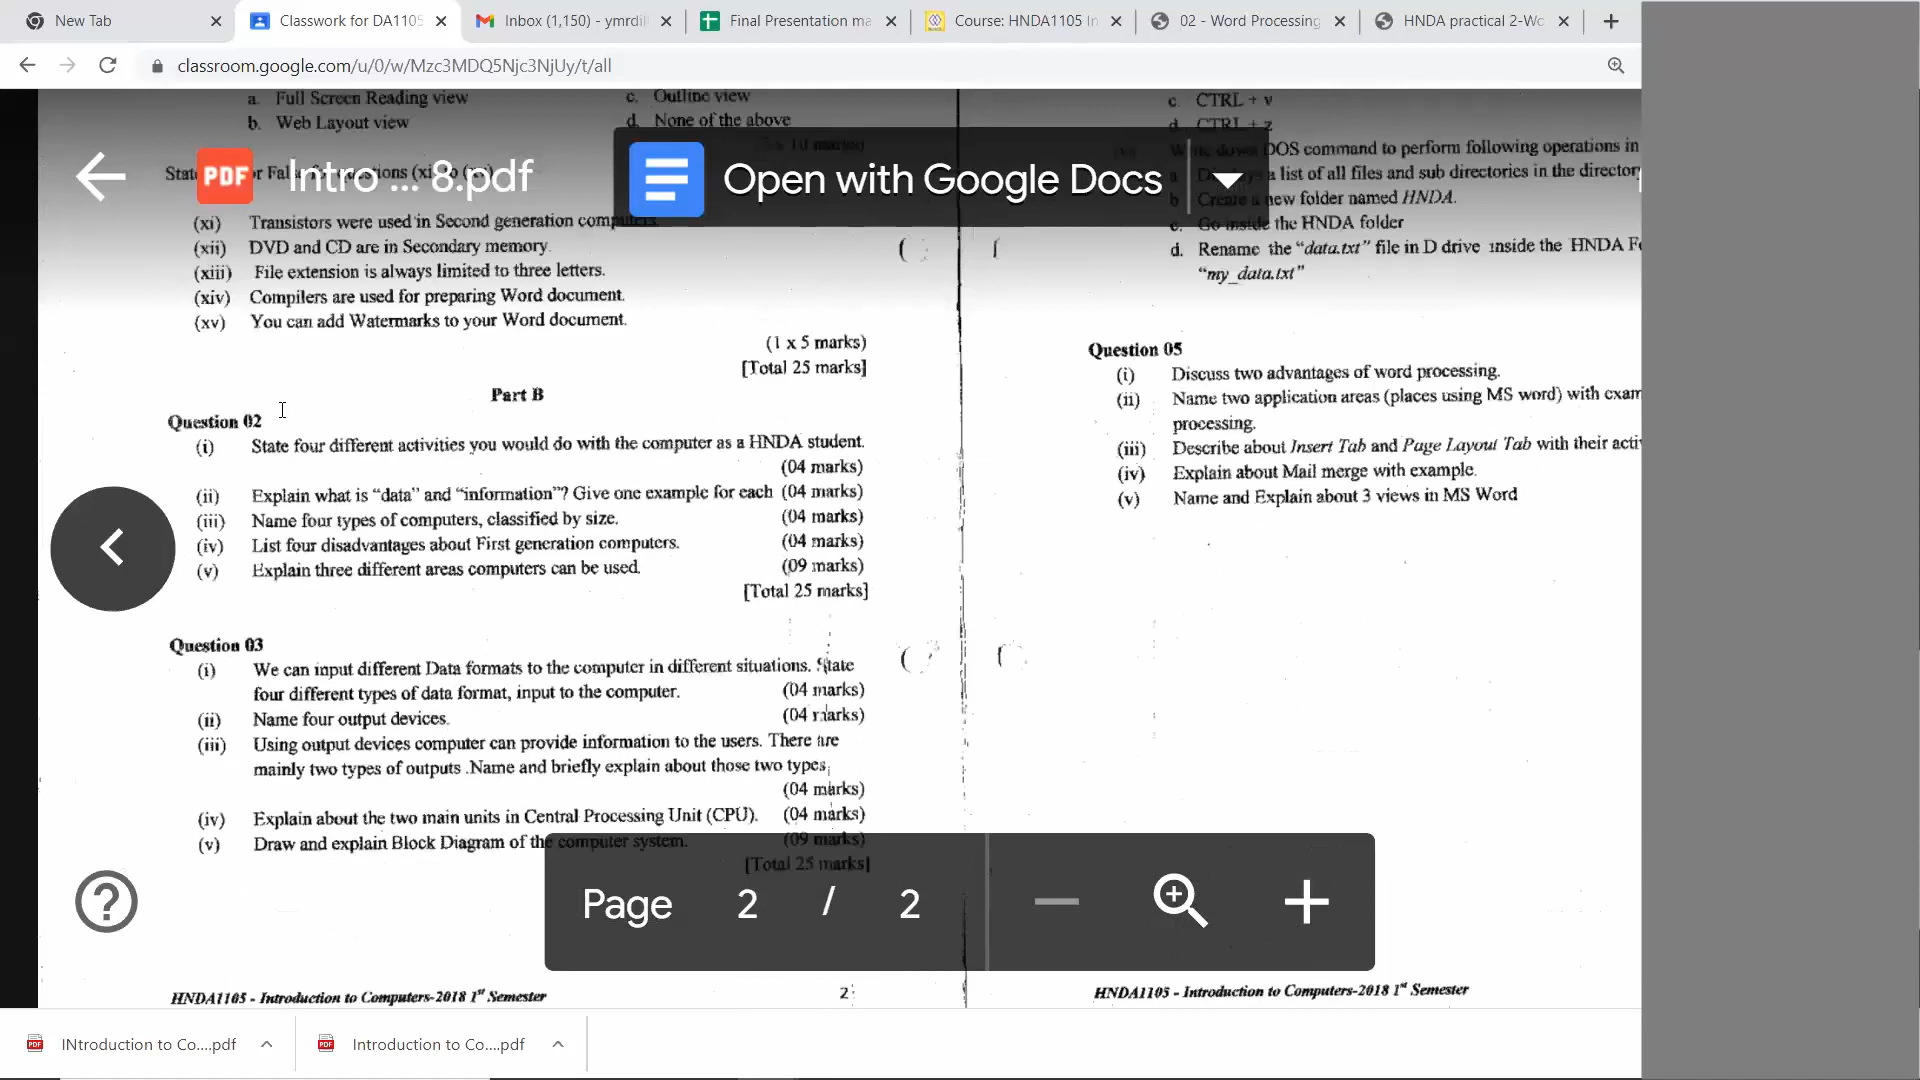 New Tab
Classwork for DA1105
Inbox (1,150) - ymrdil
Final Presentation ma
Course: HNDA1105 In
02 - Word Processing
HNDA practical 2-Wo
classroom.google.com/u/0/w/Mzc3MDQ5Njc3NjUy/t/all
a. Full Screen Reading view
c. Outline view
b. Web Layout view
d. None of the above
PDF
Intro ... 8.pdf
Open with Google Docs
(xi) Transistors were used in Second generation computers.
(xii) DVD and CD are in Secondary memory.
(xiii) File extension is always limited to three letters.
(xiv) Compilers are used for preparing Word document.
(xv) You can add Watermarks to your Word document.
(1 x 5 marks)
[Total 25 marks]
Part B
Question 02
(i) State four different activities you would do with the computer as a HNDA student.
(04 marks)
(ii) Explain what is “data” and “information”? Give one example for each (04 marks)
(iii) Name four types of computers, classified by size. (04 marks)
(iv) List four disadvantages about First generation computers. (04 marks)
(v) Explain three different areas computers can be used. (09 marks)
[Total 25 marks]
Question 03
(i) We can input different Data formats to the computer in different situations. State
four different types of data format, input to the computer. (04 marks)
(ii) Name four output devices. (04 marks)
(iii) Using output devices computer can provide information to the users. There are
mainly two types of outputs .Name and briefly explain about those two types
(04 marks)
(iv) Explain about the two main units in Central Processing Unit (CPU). (04 marks)
(v) Draw and explain Block Diagram of the computer system. (09 marks)
[Total 25 marks]
HNDA1105 - Introduction to Computers-2018 1st Semester
2
c. CTRL + v
d. CTRL + z
DOS command to perform following operations in
a list of all files and sub directories in the director
b. Create a new folder named HNDA.
c. Go inside the HNDA folder
d. Rename the “data.txt” file in D drive inside the HNDA Fo
“my_data.txt”
Question 05
(i) Discuss two advantages of word processing.
(ii) Name two application areas (places using MS word) with exam
processing.
(iii) Describe about Insert Tab and Page Layout Tab with their acti
(iv) Explain about Mail merge with example.
(v) Name and Explain about 3 views in MS Word
HNDA1105 - Introduction to Computers-2018 1st Semester
Page 2 / 2
INtroduction to Co....pdf
Introduction to Co....pdf